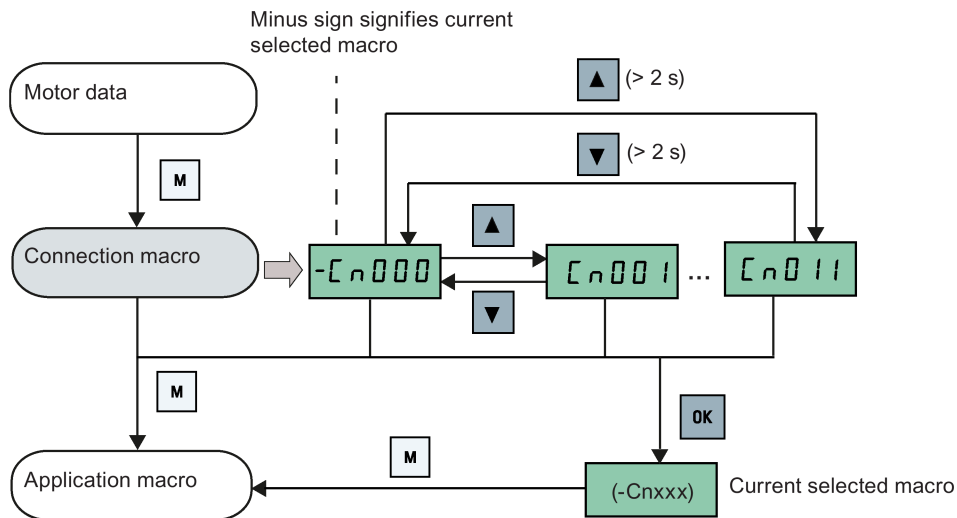 Minus sign signifies current
selected macro
Motor data
▲ (> 2 s)
▼ (> 2 s)
M
▲
Connection macro
-Cn000
Cn001
...
Cn011
▼
M
OK
M
Application macro
(-Cnxxx)
Current selected macro